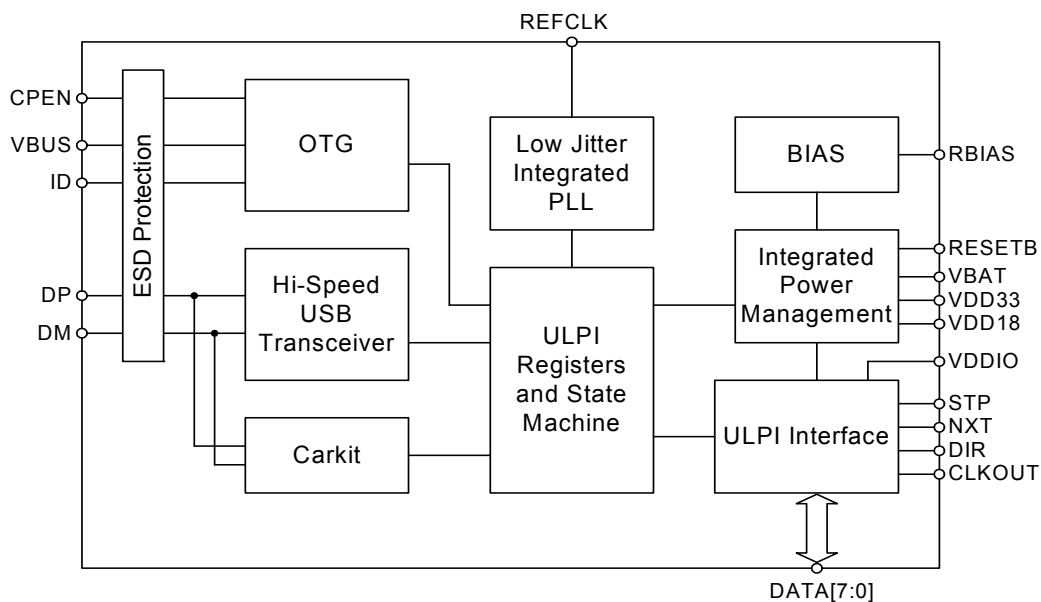 REFCLK
CPEN
VBUS
ID
DP
DM
ESD Protection
OTG
Hi-Speed
USB
Transceiver
Carkit
Low Jitter
Integrated
PLL
ULPI
Registers
and State
Machine
BIAS
Integrated
Power
Management
ULPI Interface
RBIAS
RESETB
VBAT
VDD33
VDD18
VDDIO
STP
NXT
DIR
CLKOUT
DATA[7:0]